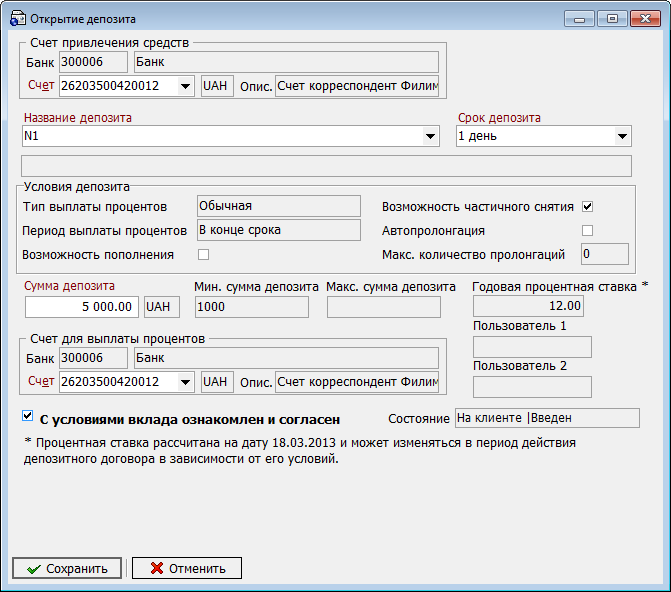 Открытие депозита
Счет привлечения средств
Банк 300006 Банк
Счет 26203500420012 UAH Опис. Счет корреспондент Филим
Название депозита Срок депозита
N1 1 день
Условия депозита
Тип выплаты процентов Обычная Возможность частичного снятия
Период выплаты процентов В конце срока Автопролонгация
Возможность пополнения Макс. количество пролонгаций 0
Сумма депозита Мин. сумма депозита Макс. сумма депозита Годовая процентная ставка *
5 000.00 UAH 1000 12.00
Пользователь 1
Счет для выплаты процентов
Банк 300006 Банк
Пользователь 2
Счет 26203500420012 UAH Опис. Счет корреспондент Филим
С условиями вклада ознакомлен и согласен Состояние На клиенте |Введен
* Процентная ставка рассчитана на дату 18.03.2013 и может изменяться в период действия
депозитного договора в зависимости от его условий.
Сохранить Отменить